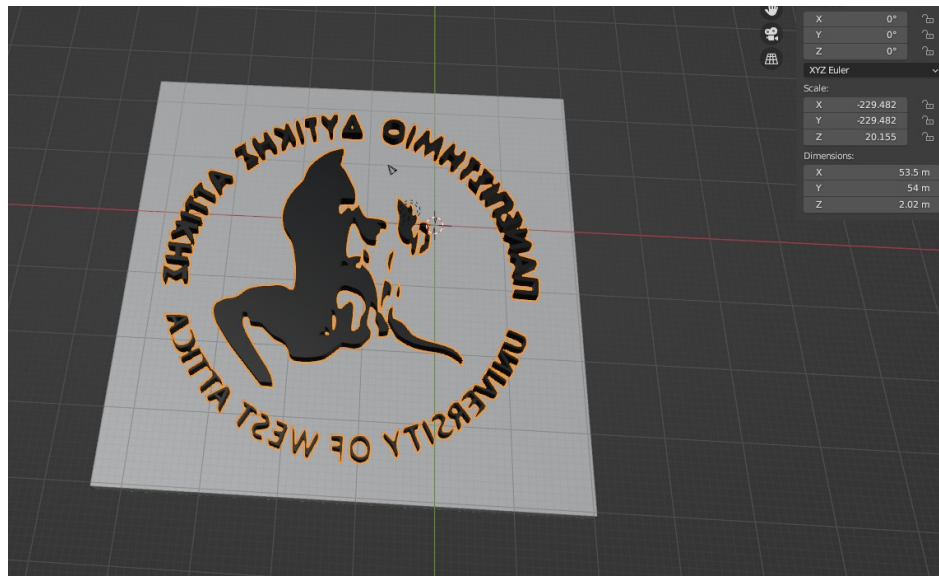 ΠΑΝΕΠΙΣΤΗΜΙΟ ΔΥΤΙΚΗΣ ΑΤΤΙΚΗΣ
UNIVERSITY OF WEST ATTICA
X 0°
Y 0°
Z 0°
XYZ Euler
Scale:
X -229.482
Y -229.482
Z 20.155
Dimensions:
X 53.5 m
Y 54 m
Z 2.02 m